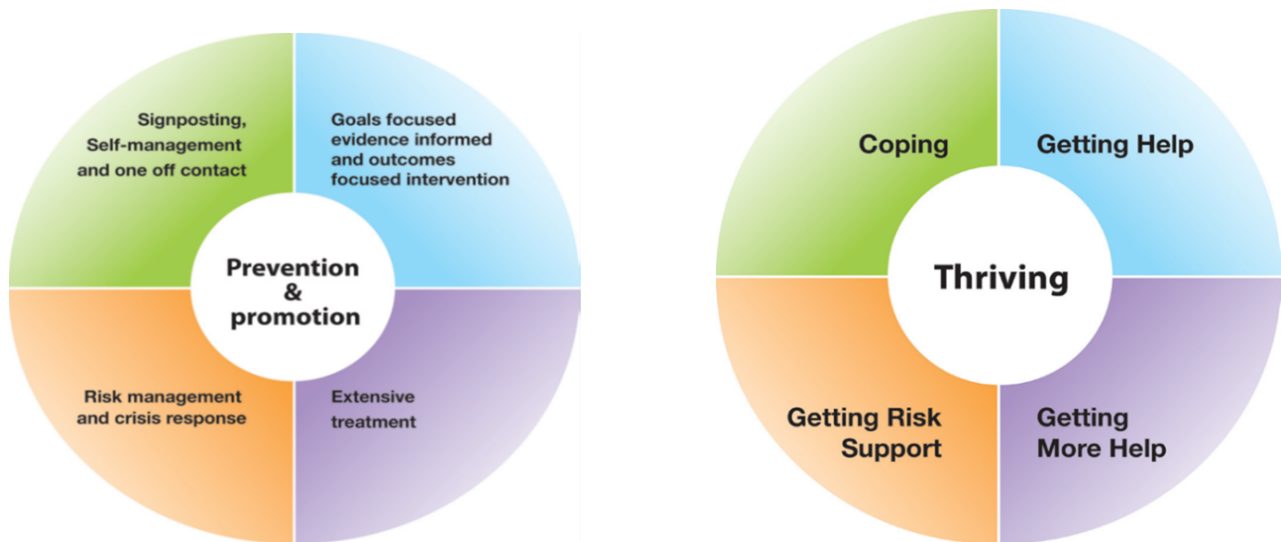 Signposting,
Self-management
and one off contact
Goals focused
evidence informed
and outcomes
focused intervention
Prevention
&
promotion
Risk management
and crisis response
Extensive
treatment
Coping
Getting Help
Thriving
Getting Risk
Support
Getting
More Help